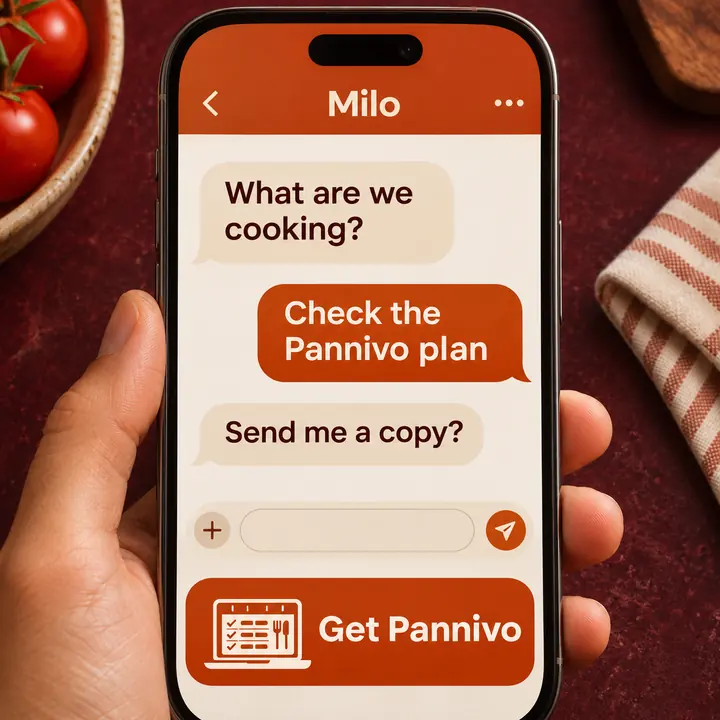 Milo
What are we
cooking?
Check the
Pannivo plan
Send me a copy?
Get Pannivo